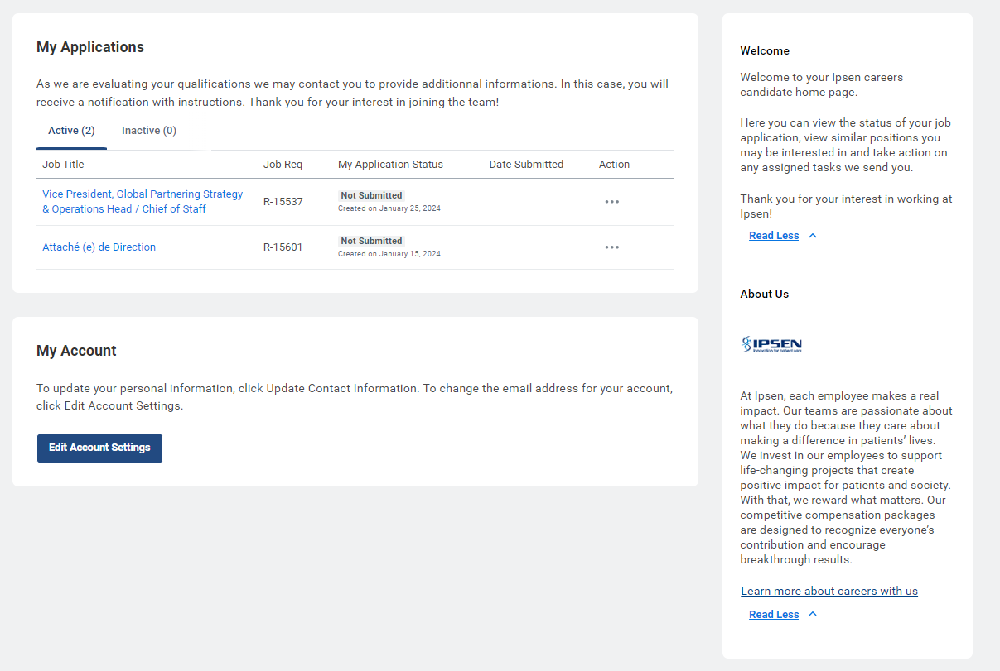 My Applications
As we are evaluating your qualifications we may contact you to provide additionnal informations. In this case, you will
receive a notification with instructions. Thank you for your interest in joining the team!
Active (2) Inactive (0)
Job Title Job Req My Application Status Date Submitted Action
Vice President, Global Partnering Strategy
& Operations Head / Chief of Staff
R-15537
Not Submitted
Created on January 25, 2024
Attaché (e) de Direction
R-15601
Not Submitted
Created on January 15, 2024
My Account
To update your personal information, click Update Contact Information. To change the email address for your account,
click Edit Account Settings.
Edit Account Settings
Welcome
Welcome to your Ipsen careers
candidate home page.
Here you can view the status of your job
application, view similar positions you
may be interested in and take action on
any assigned tasks we send you.
Thank you for your interest in working at
Ipsen!
Read Less
About Us
IPSEN
Innovation for patient care
At Ipsen, each employee makes a real
impact. Our teams are passionate about
what they do because they care about
making a difference in patients’ lives.
We invest in our employees to support
life-changing projects that create
positive impact for patients and society.
With that, we reward what matters. Our
competitive compensation packages
are designed to recognize everyone’s
contribution and encourage
breakthrough results.
Learn more about careers with us
Read Less